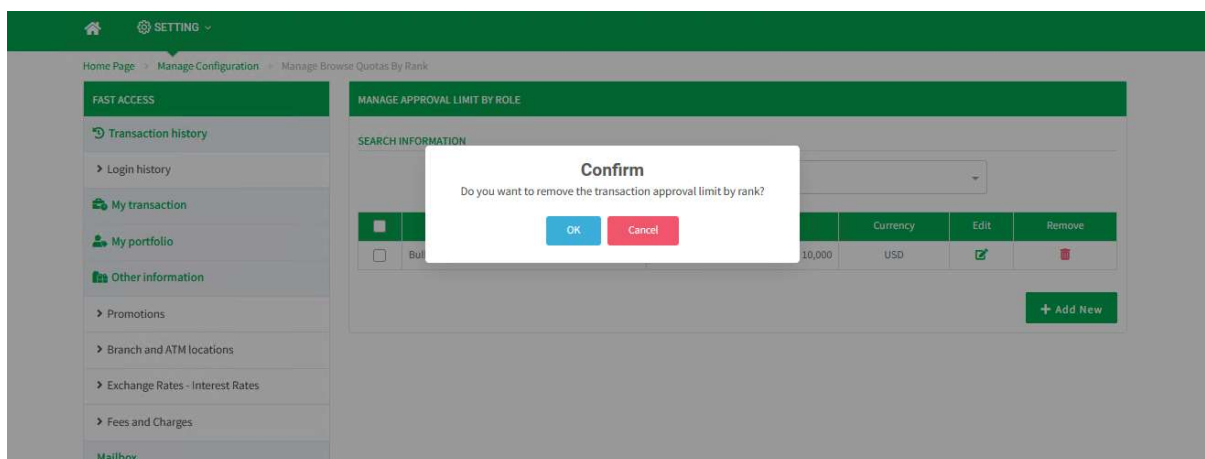 SETTING
Home Page > Manage Configuration > Manage Browse Quotas By Rank
FAST ACCESS
Transaction history
> Login history
My transaction
My portfolio
Other information
> Promotions
> Branch and ATM locations
> Exchange Rates - Interest Rates
> Fees and Charges
Mailbox
MANAGE APPROVAL LIMIT BY ROLE
SEARCH INFORMATION
Confirm
Do you want to remove the transaction approval limit by rank?
OK Cancel
Currency Edit Remove
10,000 USD
+ Add New